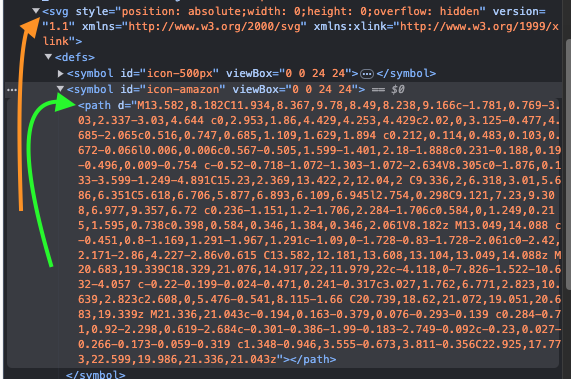 <svg style="position: absolute;width: 0;height: 0;overflow: hidden" version=
"1.1" xmlns="http://www.w3.org/2000/svg" xmlns:xlink="http://www.w3.org/1999/x
link">
<defs>
<symbol id="icon-500px" viewBox="0 0 24 24">…</symbol>
… <symbol id="icon-amazon" viewBox="0 0 24 24"> == $0
<path d="M13.582,8.182C11.934,8.367,9.78,8.49,8.238,9.166c-1.781,0.769-3.
03,2.337-3.03,4.644 c0,2.953,1.86,4.429,4.253,4.429c2.02,0,3.125-0.477,4.
685-2.065c0.516,0.747,0.685,1.109,1.629,1.894 c0.212,0.114,0.483,0.103,0.
672-0.066l0.006,0.006c0.567-0.505,1.599-1.401,2.18-1.888c0.231-0.188,0.19
-0.496,0.009-0.754 c-0.52-0.718-1.072-1.303-1.072-2.634V8.305c0-1.876,0.1
33-3.599-1.249-4.891C15.23,2.369,13.422,2,12.04,2 C9.336,2,6.318,3.01,5.6
86,6.351C5.618,6.706,5.877,6.893,6.109,6.945l2.754,0.298C9.121,7.23,9.30
8,6.977,9.357,6.72 c0.236-1.151,1.2-1.706,2.284-1.706c0.584,0,1.249,0.21
5,1.595,0.738c0.398,0.584,0.346,1.384,0.346,2.061V8.182z M13.049,14.088 c
-0.451,0.8-1.169,1.291-1.967,1.291c-1.09,0-1.728-0.83-1.728-2.061c0-2.42,
2.171-2.86,4.227-2.86v0.615 C13.582,12.181,13.608,13.104,13.049,14.088z M
20.683,19.339C18.329,21.076,14.917,22,11.979,22c-4.118,0-7.826-1.522-10.6
32-4.057 c-0.22-0.199-0.024-0.471,0.241-0.317c3.027,1.762,6.771,2.823,10.
639,2.823c2.608,0,5.476-0.541,8.115-1.66 C20.739,18.62,21.072,19.051,20.6
83,19.339z M21.336,21.043c-0.194,0.163-0.379,0.076-0.293-0.139 c0.284-0.7
1,0.92-2.298,0.619-2.684c-0.301-0.386-1.99-0.183-2.749-0.092c-0.23,0.027,
-0.266-0.173-0.059-0.319 c1.348-0.946,3.555-0.673,3.811-0.356C22.925,17.77
3,22.599,19.986,21.336,21.043z"></path>
</symbol>